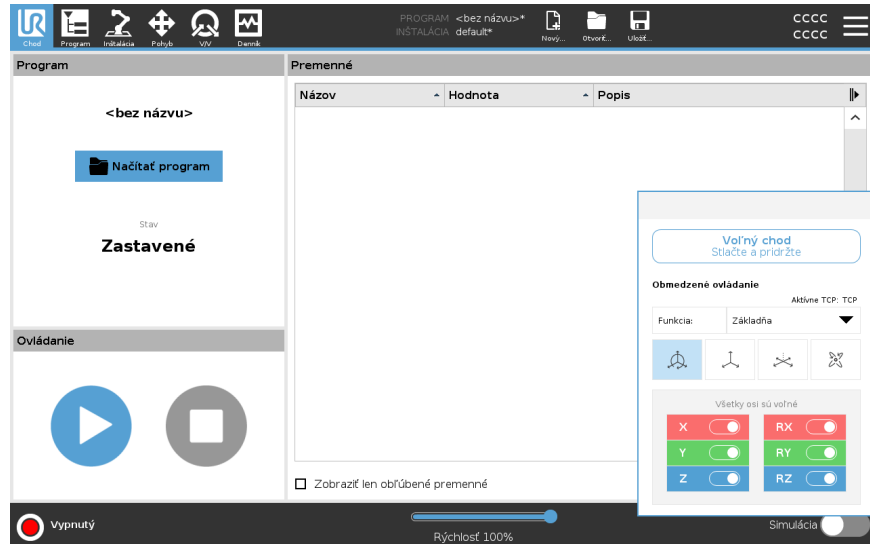 UR
Chod
Program
Inštalácia
Pohyb
V/V
Denník
PROGRAM <bez názvu>*
INŠTALÁCIA default*
Nový...
Otvoriť...
Uložiť...
CCCC
CCCC
Program
<bez názvu>
Načítať program
Stav
Zastavené
Ovládanie
Premenné
Názov
Hodnota
Popis
Zobraziť len obľúbené premenné
Voľný chod
Stlačte a pridržte
Obmedzené ovládanie
Aktívne TCP: TCP
Funkcia: Základňa
Všetky osi sú voľné
X RX
Y RY
Z RZ
Vypnutý
Rýchlosť 100%
Simulácia